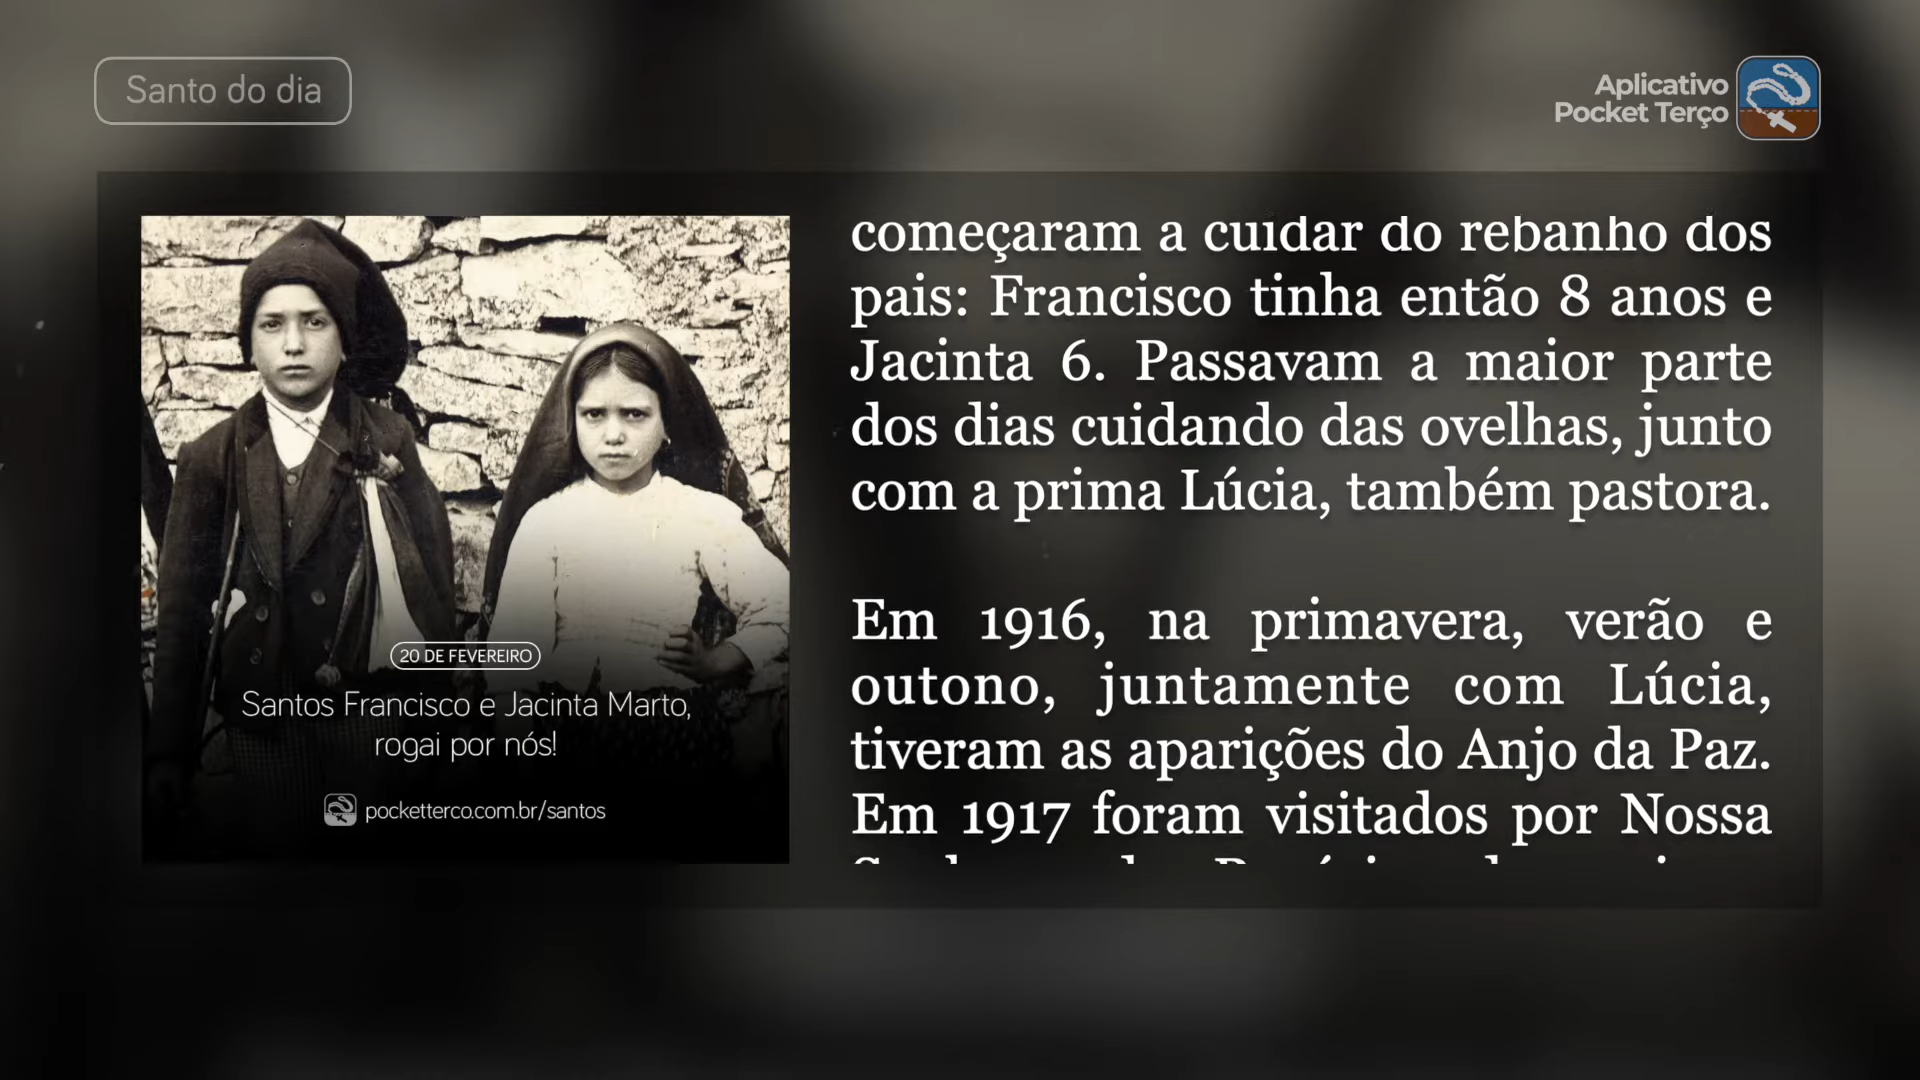 Santo do dia
Aplicativo
Pocket Terço
20 DE FEVEREIRO
Santos Francisco e Jacinta Marto,
rogai por nós!
pocketterco.com.br/santos
começaram a cuidar do rebanho dos
pais: Francisco tinha então 8 anos e
Jacinta 6. Passavam a maior parte
dos dias cuidando das ovelhas, junto
com a prima Lúcia, também pastora.
Em 1916, na primavera, verão e
outono, juntamente com Lúcia,
tiveram as aparições do Anjo da Paz.
Em 1917 foram visitados por Nossa